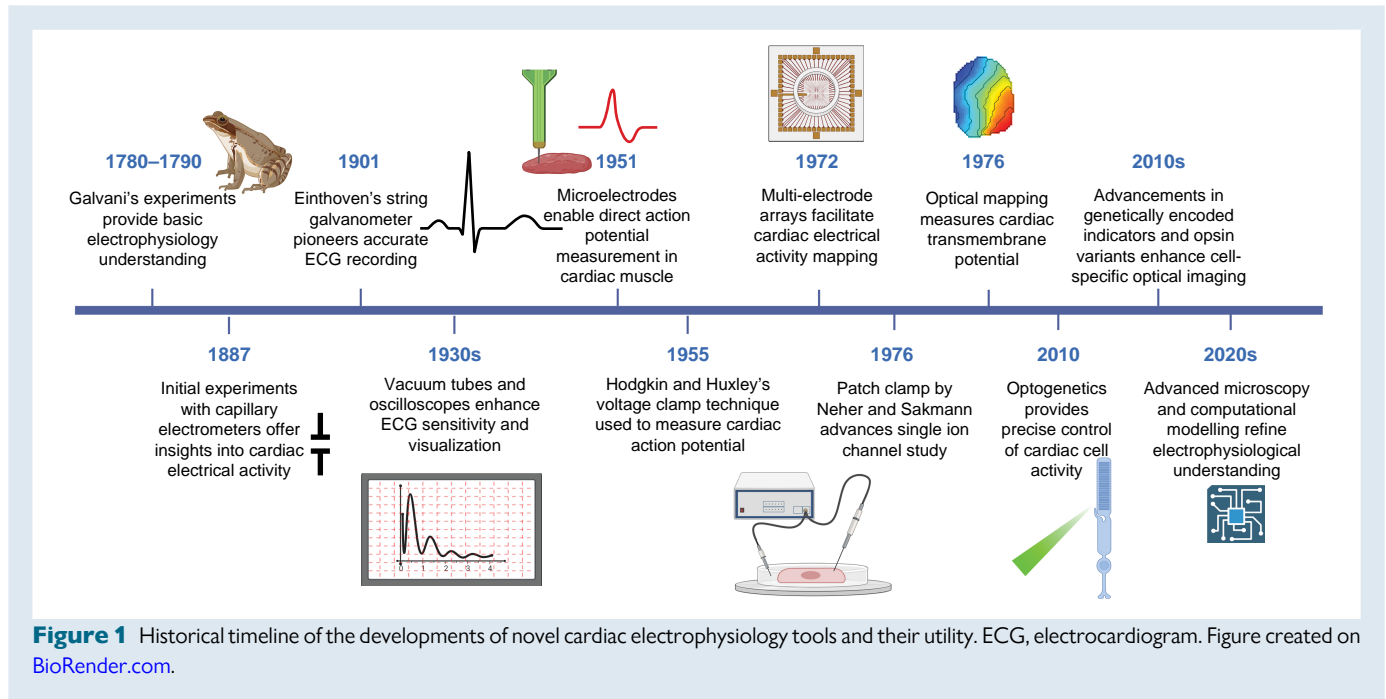 1780–1790
Galvani's experiments
provide basic
electrophysiology
understanding
1901
Einthoven's string
galvanometer
pioneers accurate
ECG recording
1951
Microelectrodes
enable direct action
potential
measurement in
cardiac muscle
1972
Multi-electrode
arrays facilitate
cardiac electrical
activity mapping
1976
Optical mapping
measures cardiac
transmembrane
potential
2010s
Advancements in
genetically encoded
indicators and opsin
variants enhance cell-
specific optical imaging
1887
Initial experiments
with capillary
electrometers offer
insights into cardiac
electrical activity
1930s
Vacuum tubes and
oscilloscopes enhance
ECG sensitivity and
visualization
0 1 2 3 4
1955
Hodgkin and Huxley's
voltage clamp technique
used to measure cardiac
action potential
1976
Patch clamp by
Neher and Sakmann
advances single ion
channel study
2010
Optogenetics
provides
precise control
of cardiac cell
activity
2020s
Advanced microscopy
and computational
modelling refine
electrophysiological
understanding
Figure 1 Historical timeline of the developments of novel cardiac electrophysiology tools and their utility. ECG, electrocardiogram. Figure created on
BioRender.com.